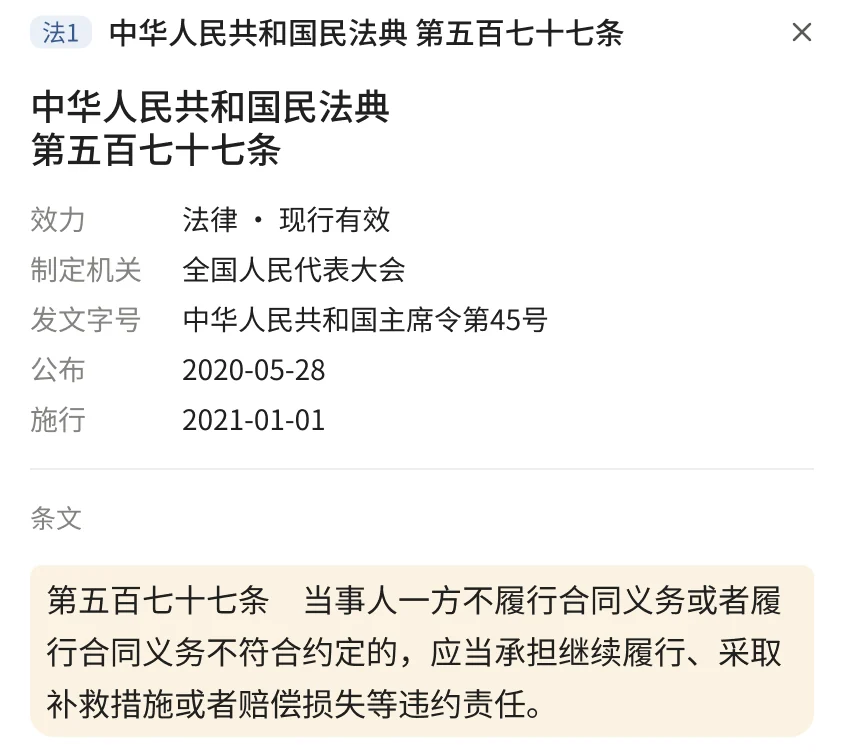 法1 中华人民共和国民法典 第五百七十七条
中华人民共和国民法典
第五百七十七条
效力 法律 · 现行有效
制定机关 全国人民代表大会
发文字号 中华人民共和国主席令第45号
公布 2020-05-28
施行 2021-01-01
条文
第五百七十七条　当事人一方不履行合同义务或者履
行合同义务不符合约定的，应当承担继续履行、采取
补救措施或者赔偿损失等违约责任。